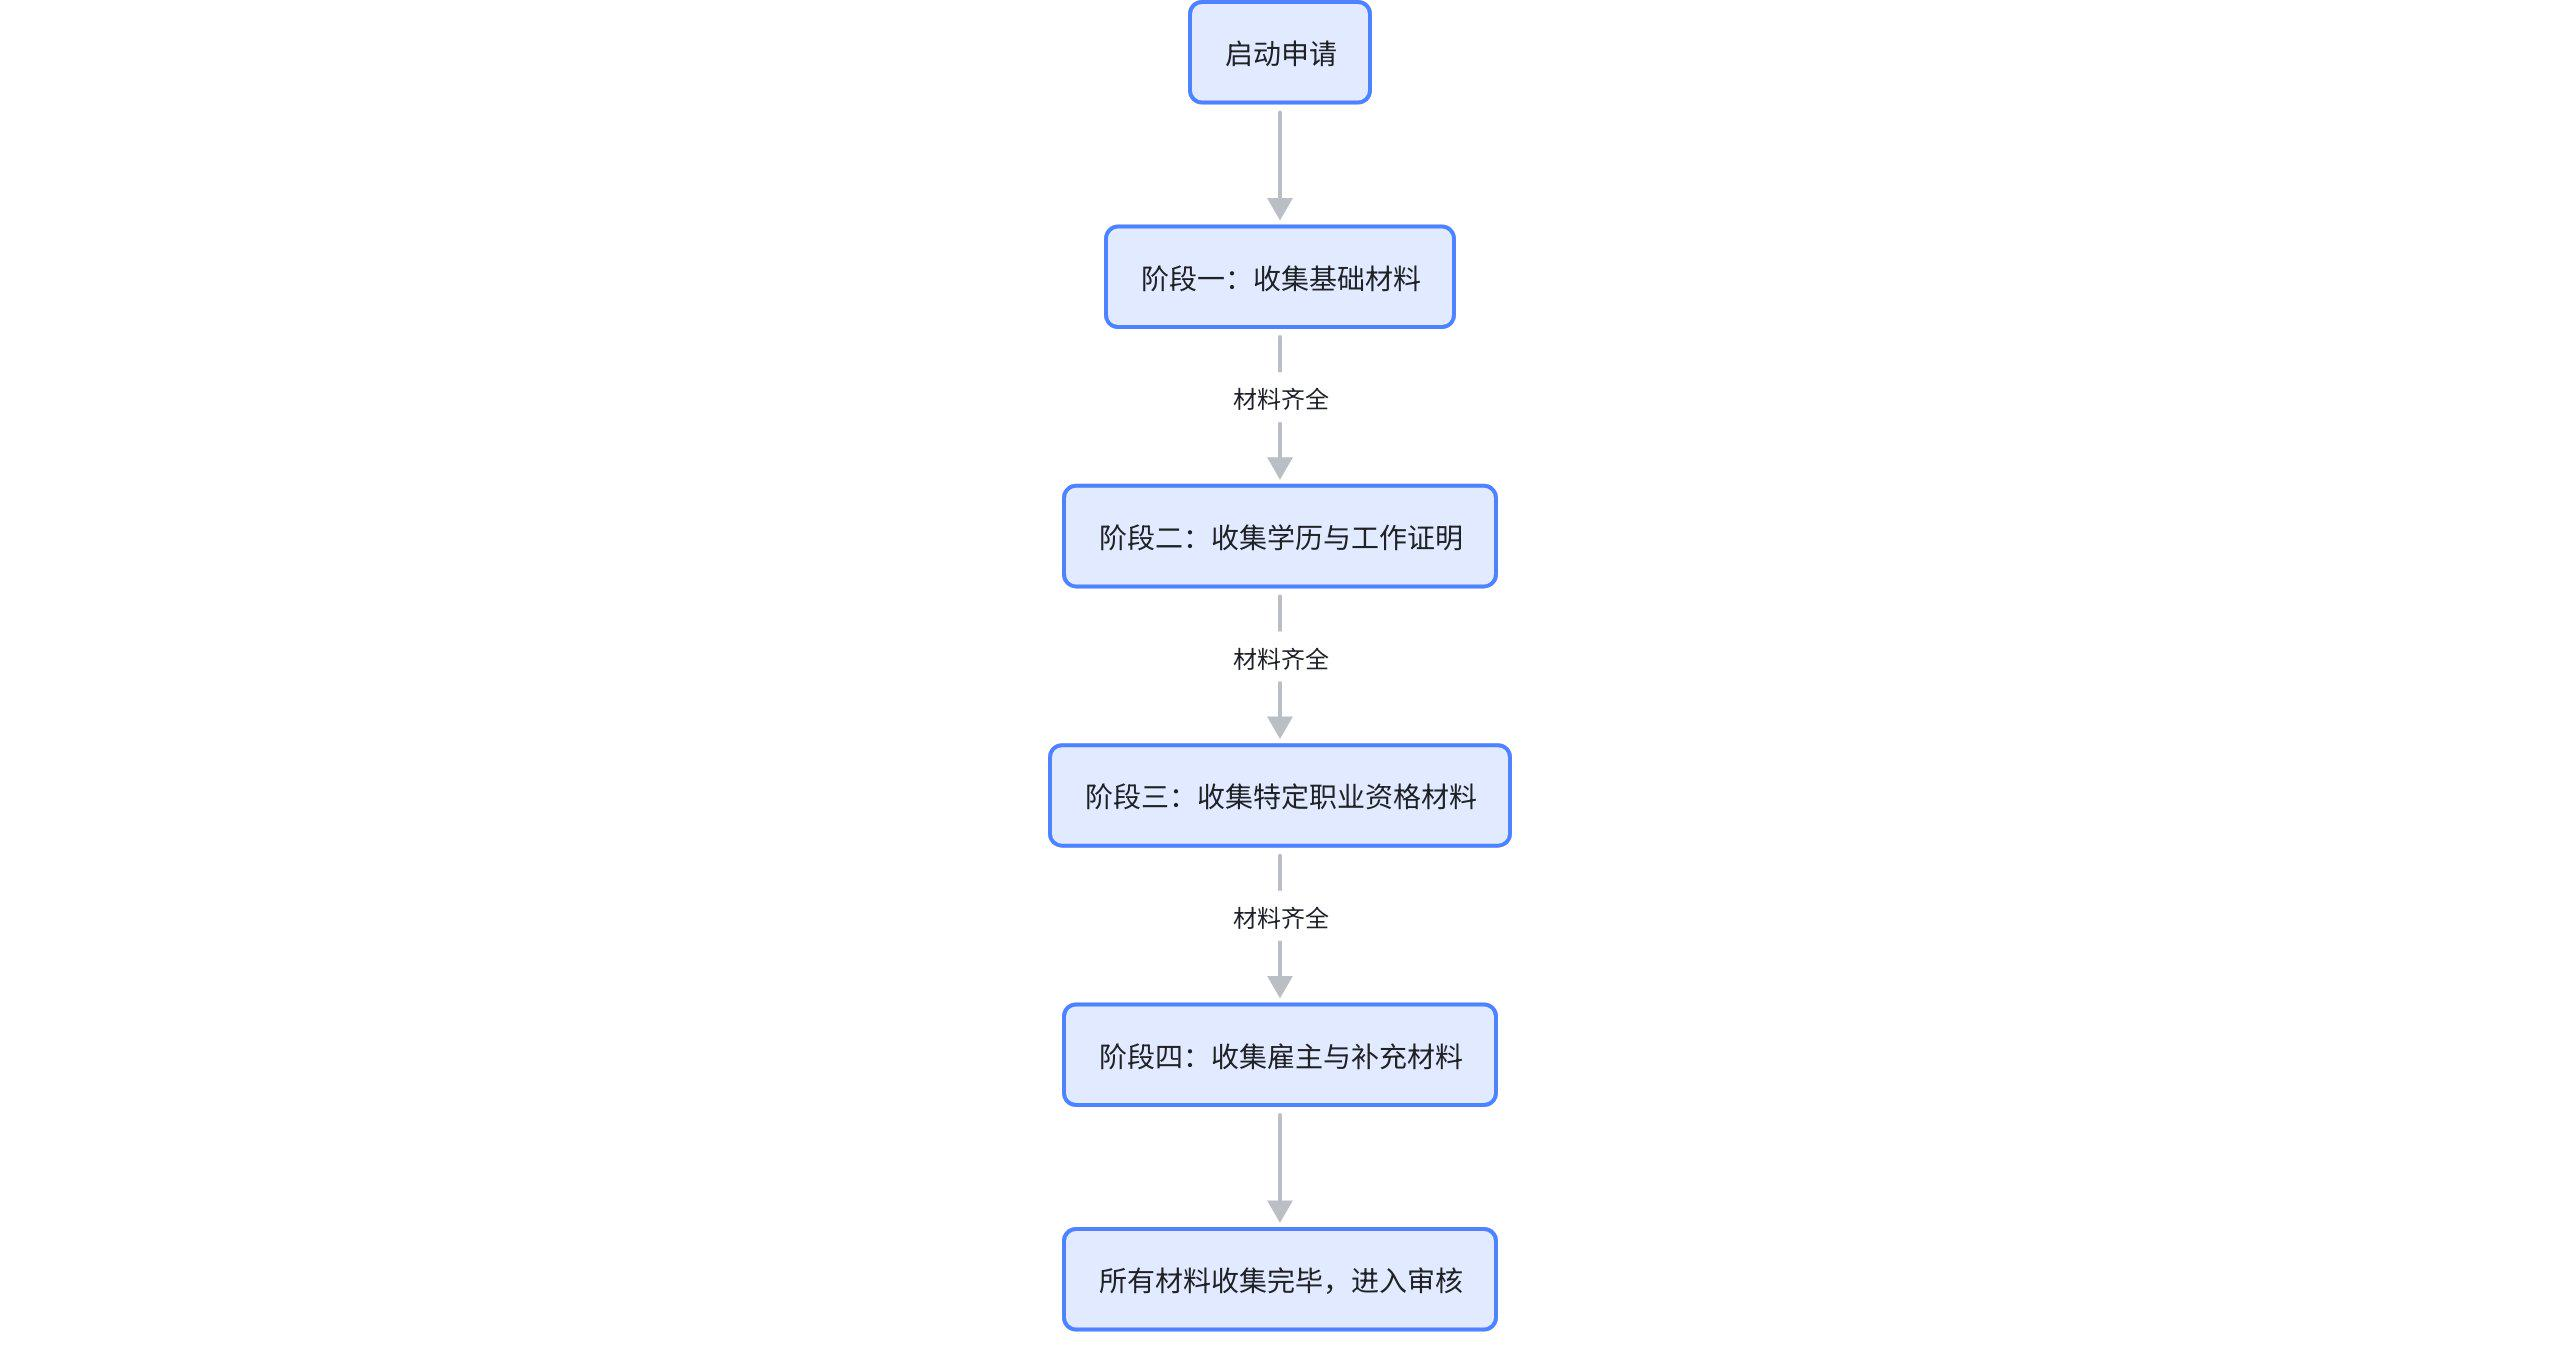 启动申请
阶段一：收集基础材料
材料齐全
阶段二：收集学历与工作证明
材料齐全
阶段三：收集特定职业资格材料
材料齐全
阶段四：收集雇主与补充材料
所有材料收集完毕，进入审核